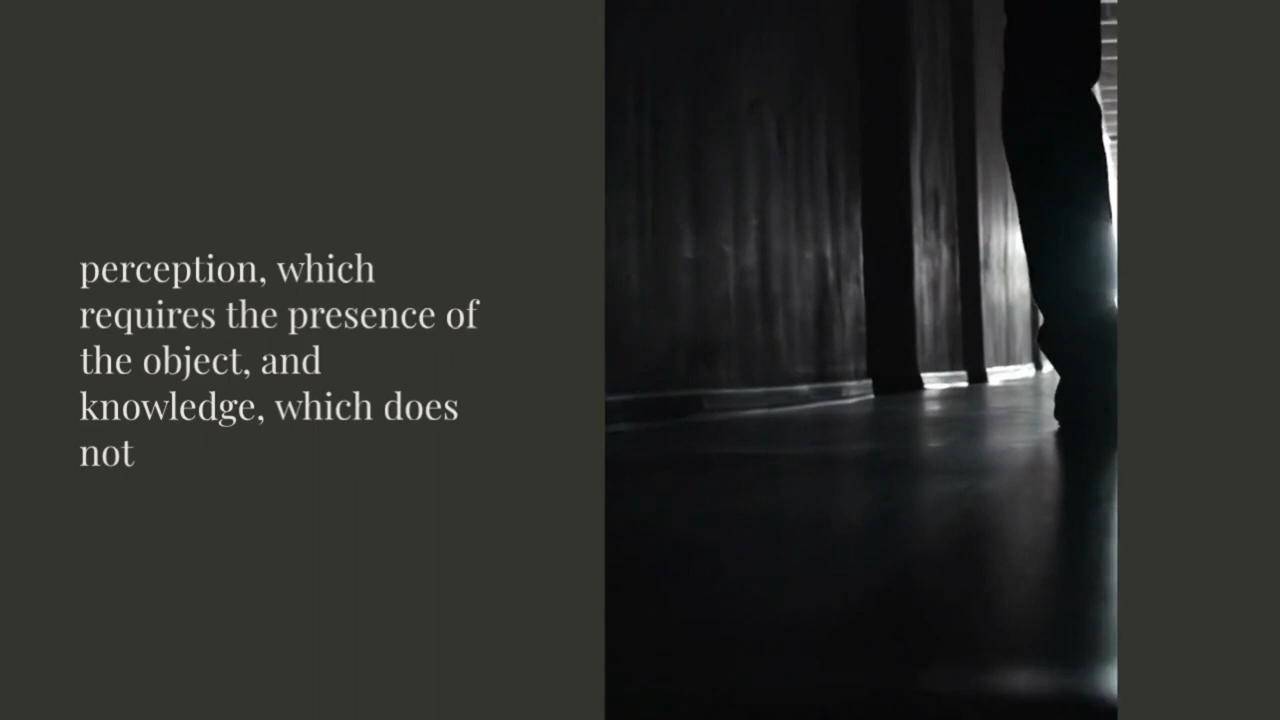 perception, which
requires the presence of
the object, and
knowledge, which does
not